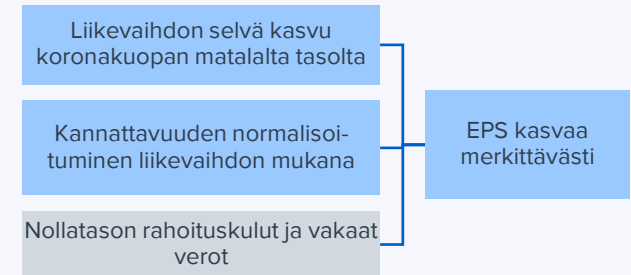 Liikevaihdon selvä kasvu
koronakuopan matalalta tasolta
Kannattavuuden normalisoi-
tuminen liikevaihdon mukana
Nollatason rahoituskulut ja vakaat
verot
EPS kasvaa
merkittävästi